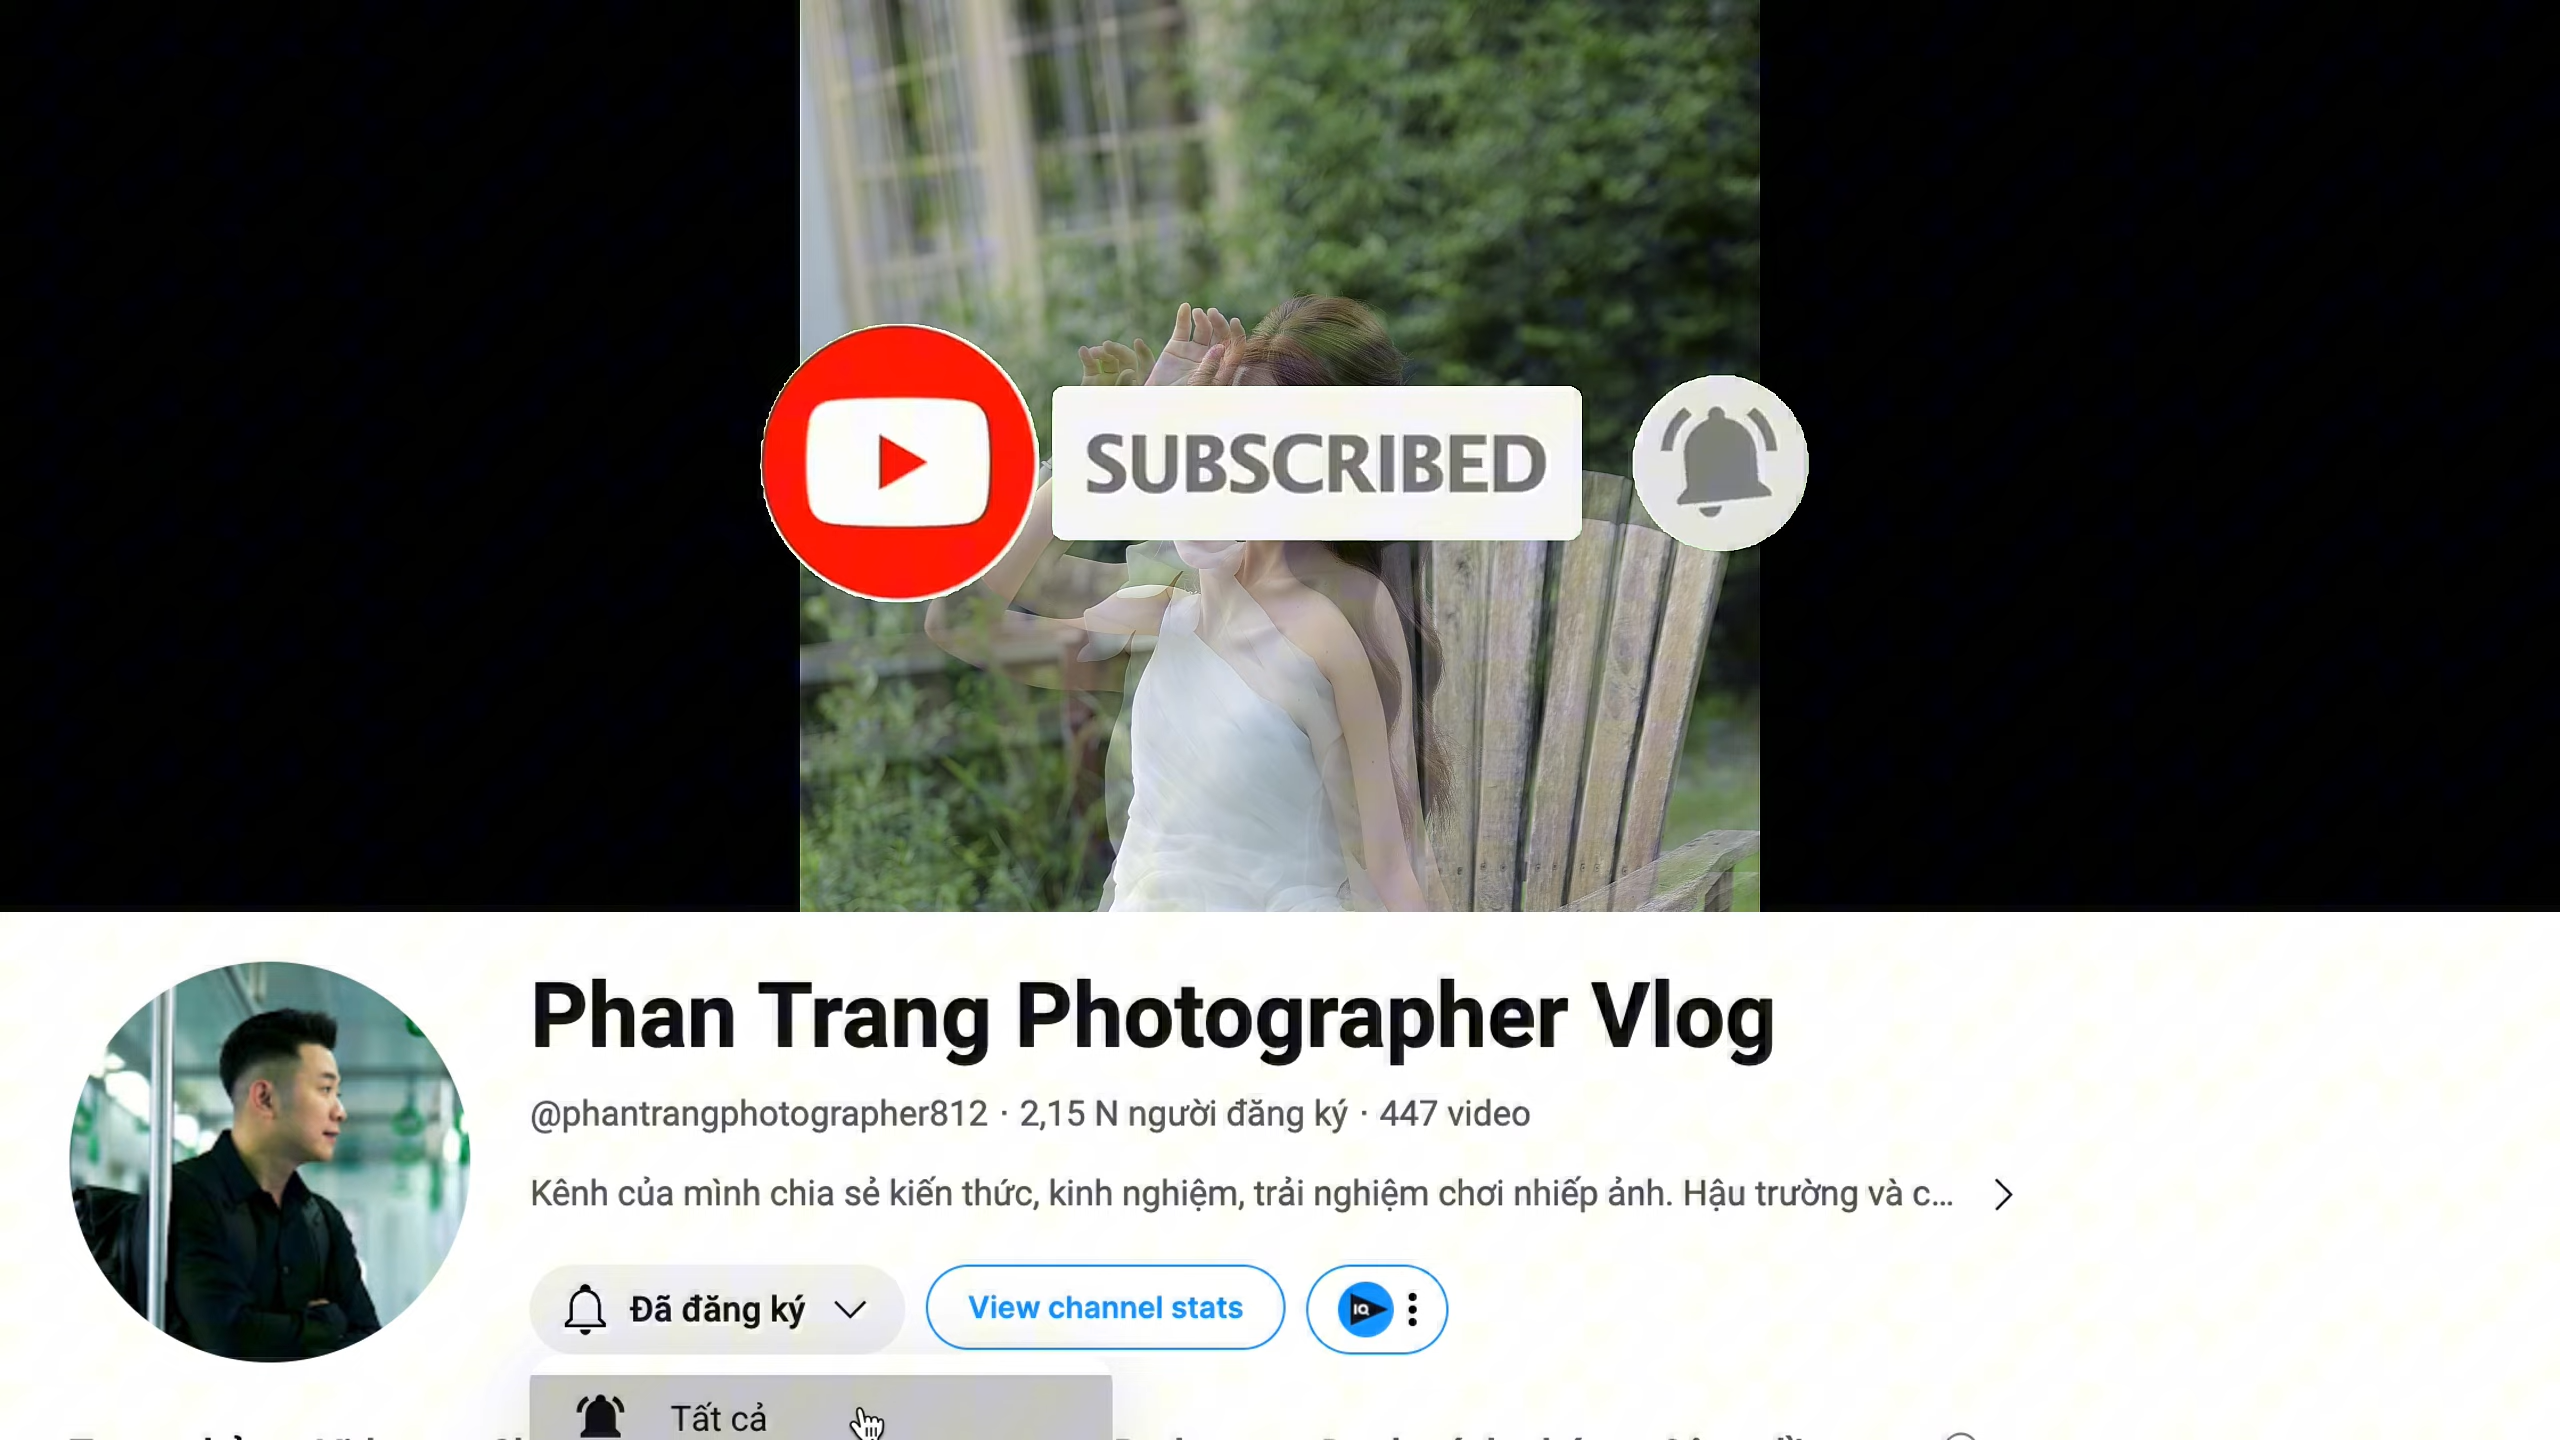 SUBSCRIBED
Phan Trang Photographer Vlog
@phantrangphotographer812 · 2,15 N người đăng ký · 447 video
Kênh của mình chia sẻ kiến thức, kinh nghiệm, trải nghiệm chơi nhiếp ảnh. Hậu trường và c...
Đã đăng ký
View channel stats
IQ
Tất cả